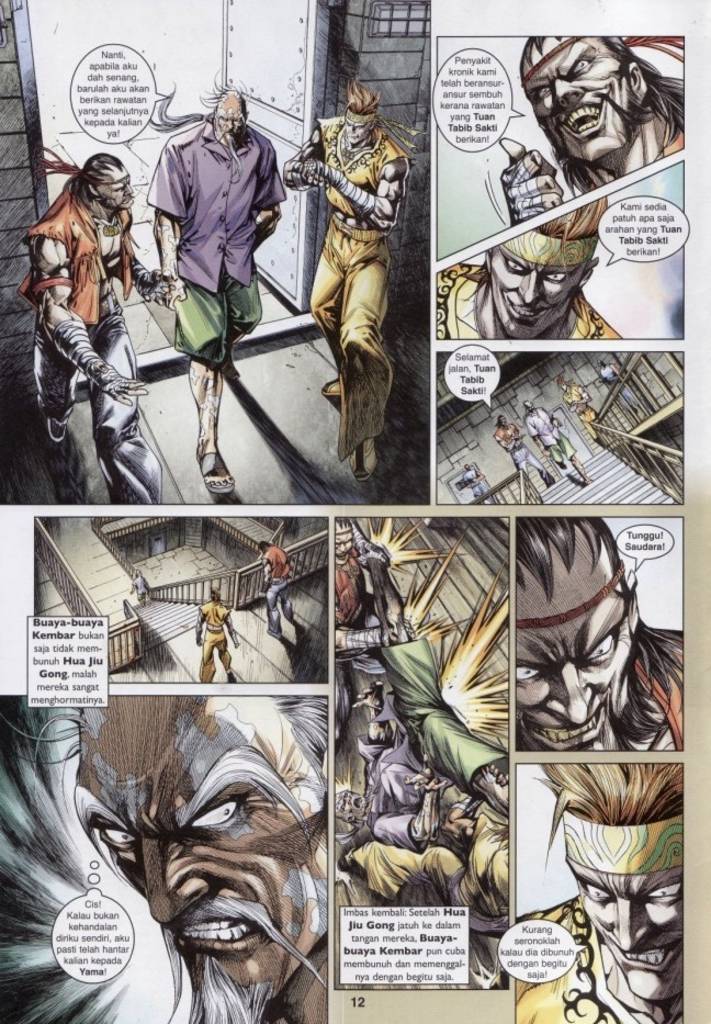 Nanti,
apabila aku
dah senang,
barulah aku akan
berikan rawatan
yang selanjutnya
kepada kalian
ya!
Penyakit
kronik kami
telah beransur-
ansur sembuh
kerana rawatan
yang Tuan
Tabib Sakti
berikan!
Kami sedia
patuh apa saja
arahan yang Tuan
Tabib Sakti
berikan!
Selamat
jalan, Tuan
Tabib
Sakti!
Buaya-buaya
Kembar bukan
saja tidak mem-
bunuh Hua Jiu
Gong, malah
mereka sangat
menghormatinya.
Cis!
Kalau bukan
kehandalan
diriku sendiri, aku
pasti telah hantar
kalian kepada
Yama!
Imbas kembali: Setelah Hua
Jiu Gong jatuh ke dalam
tangan mereka, Buaya-
buaya Kembar pun cuba
membunuh dan memenggal-
nya dengan begitu saja.
Tunggu!
Saudara!
Kurang
seronoklah
kalau dia dibunuh
dengan begitu
saja!
12